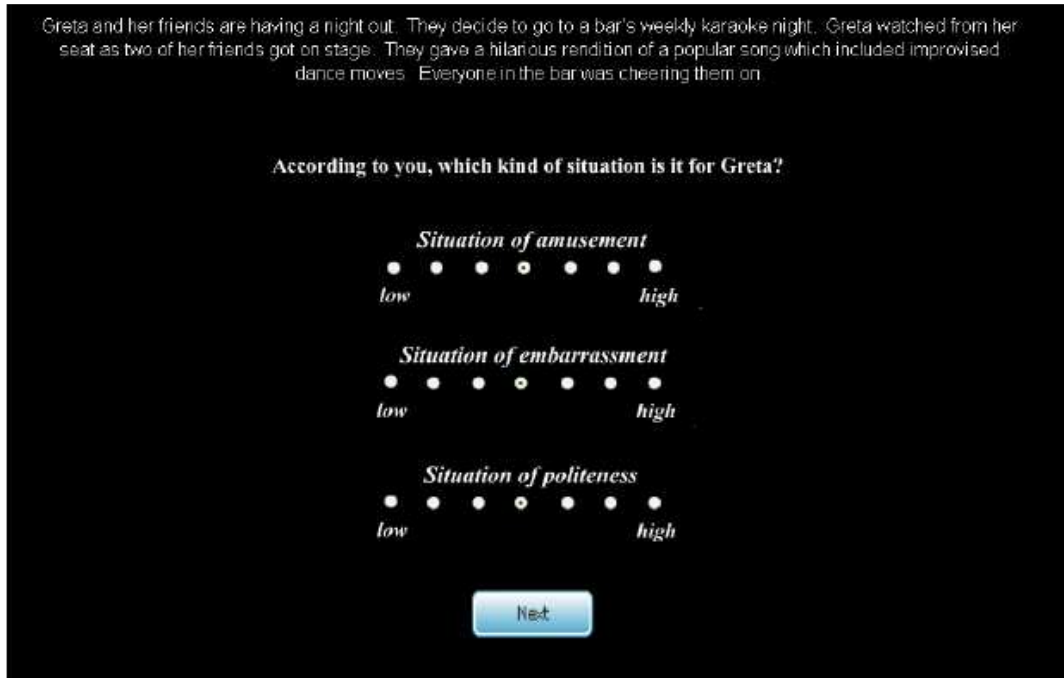 Greta and her friends are having a night out. They decide to go to a bar's weekly karaoke night. Greta watched from her
seat as two of her friends got on stage. They gave a hilarious rendition of a popular song which included improvised
dance moves. Everyone in the bar was cheering them on.
According to you, which kind of situation is it for Greta?
Situation of amusement
low high
Situation of embarrassment
low high
Situation of politeness
low high
Next